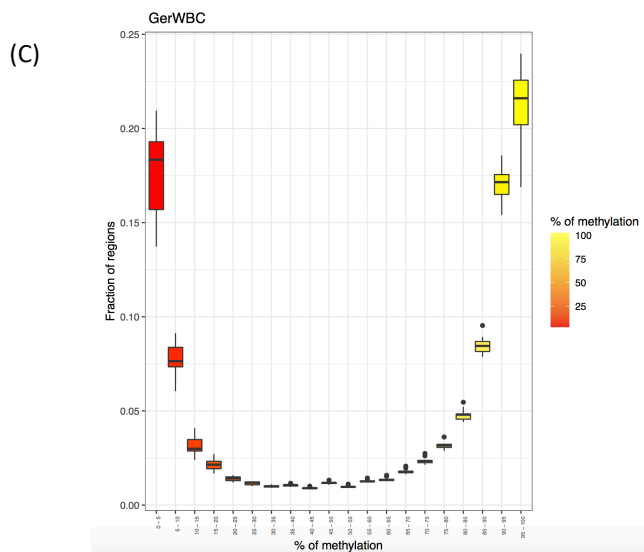 GerWBC
(C)
0.25
0.20
0.15
0.10
0.05
0.00
Fraction of regions
0 – 5
5 – 10
10 – 15
15 – 20
20 – 25
25 – 30
30 – 35
35 – 40
40 – 45
45 – 50
50 – 55
55 – 60
60 – 65
65 – 70
70 – 75
75 – 80
80 – 85
85 – 90
90 – 95
95 – 100
% of methylation
% of methylation
100
75
50
25